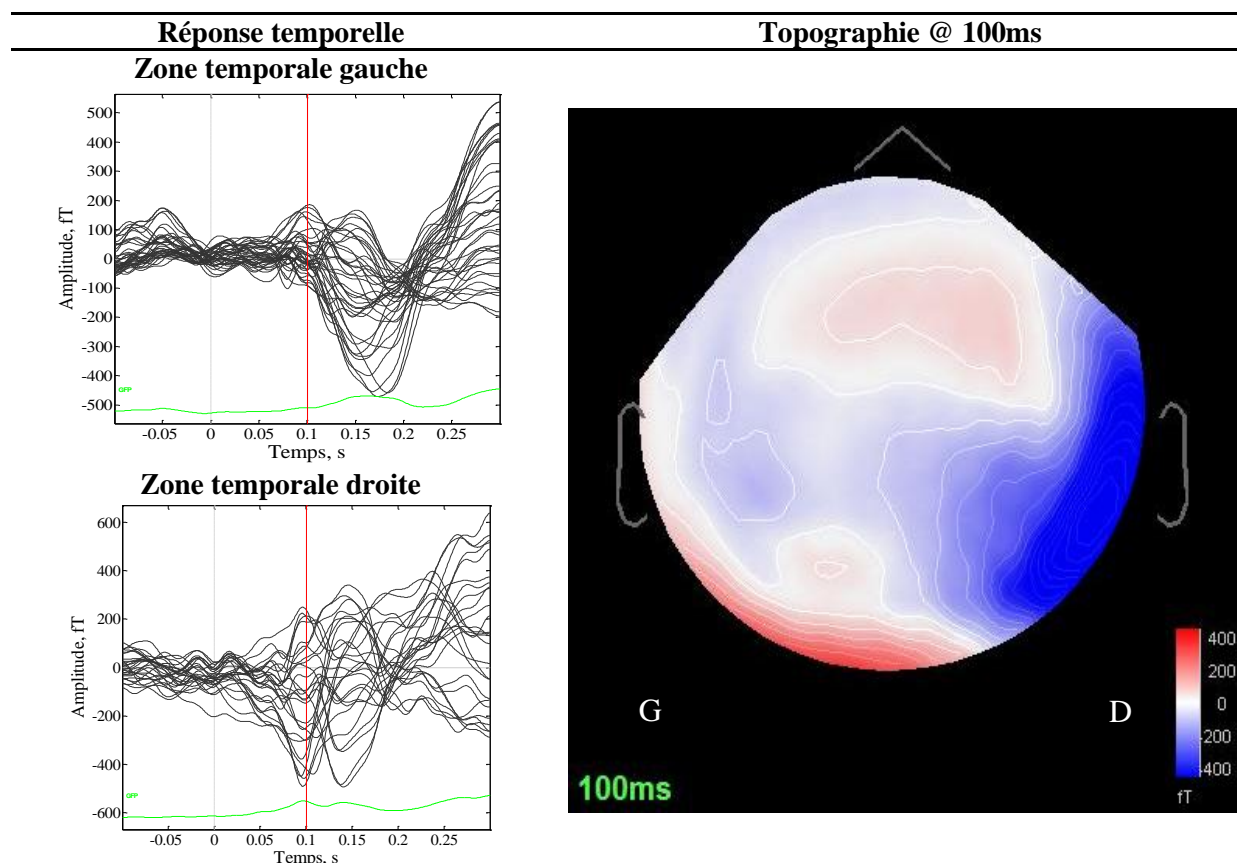 Réponse temporelle
Topographie @ 100ms
Zone temporale gauche
500
400
300
200
100
0
-100
-200
-300
-400
-500
Amplitude, fT
GFP
-0.05 0 0.05 0.1 0.15 0.2 0.25
Temps, s
Zone temporale droite
600
400
200
0
-200
-400
-600
Amplitude, fT
GFP
-0.05 0 0.05 0.1 0.15 0.2 0.25
Temps, s
G
D
400
200
0
-200
-400
fT
100ms